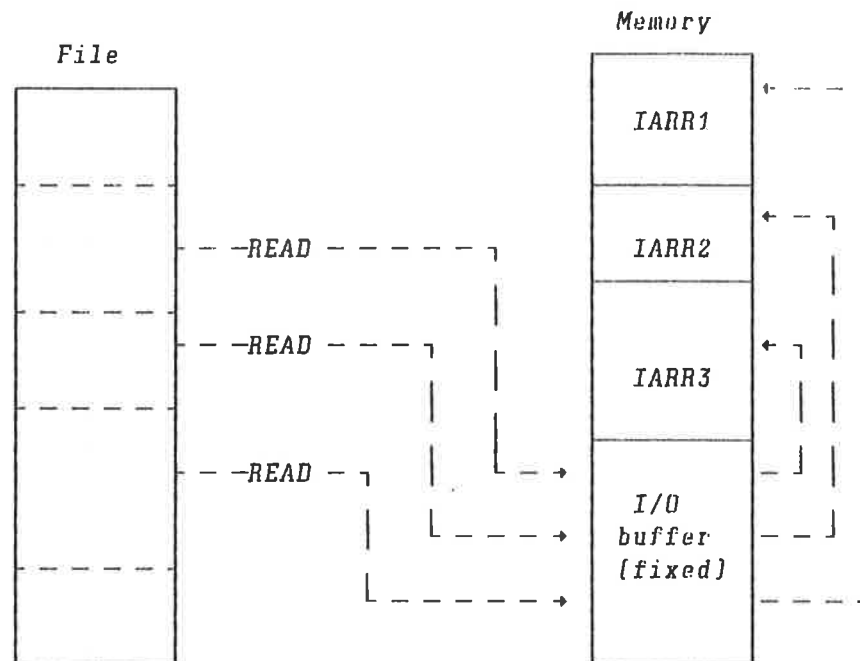 Memory
File
IARR1
READ
IARR2
READ
IARR3
READ
I/O
buffer
(fixed)